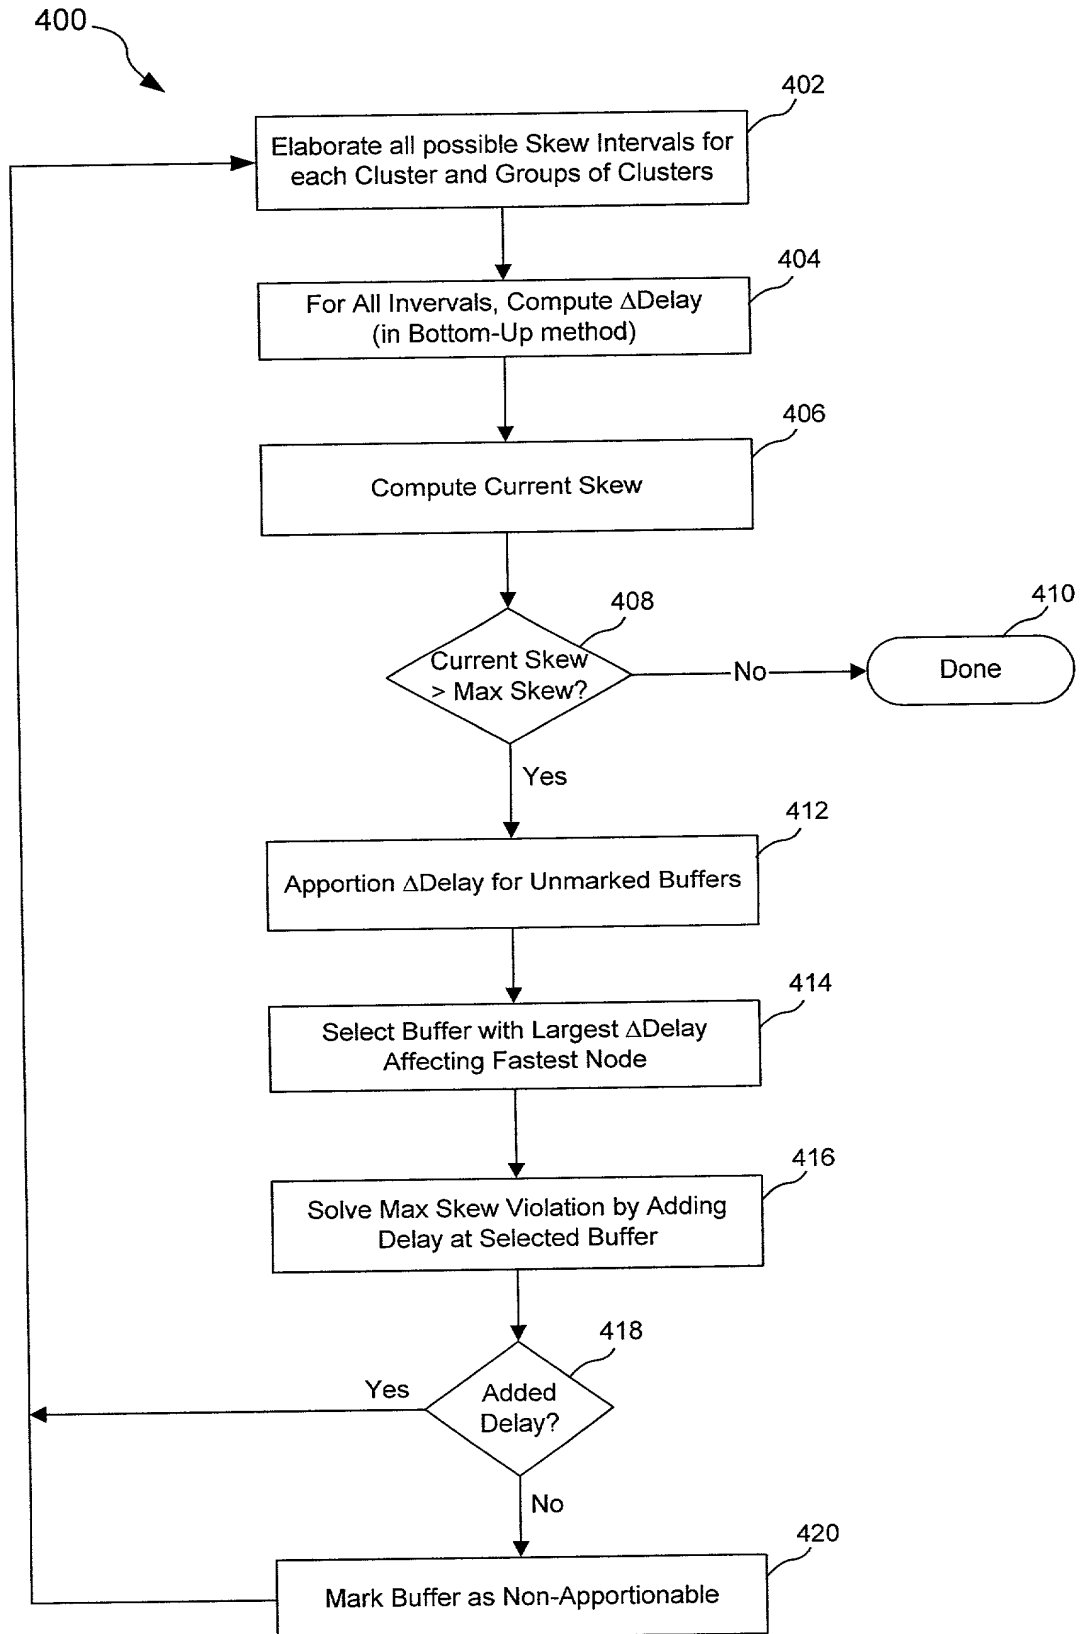 400
402
Elaborate all possible Skew Intervals for
each Cluster and Groups of Clusters
404
For All Invervals, Compute ΔDelay
(in Bottom-Up method)
406
Compute Current Skew
408
Current Skew
> Max Skew?
No
410
Done
Yes
412
Apportion ΔDelay for Unmarked Buffers
414
Select Buffer with Largest ΔDelay
Affecting Fastest Node
416
Solve Max Skew Violation by Adding
Delay at Selected Buffer
418
Yes
Added
Delay?
No
420
Mark Buffer as Non-Apportionable